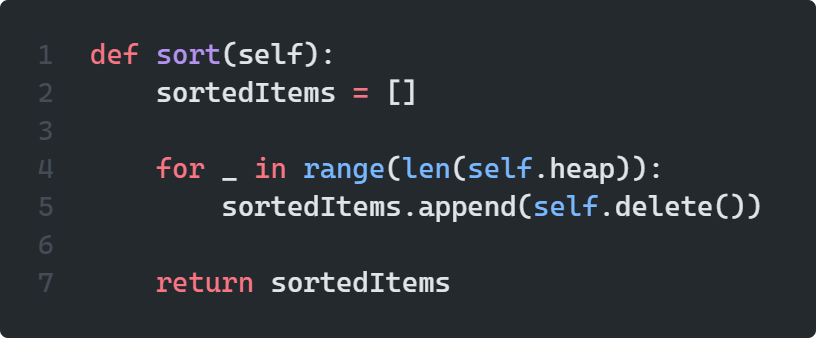 1 def sort(self):
2     sortedItems = []
3
4     for _ in range(len(self.heap)):
5         sortedItems.append(self.delete())
6
7     return sortedItems